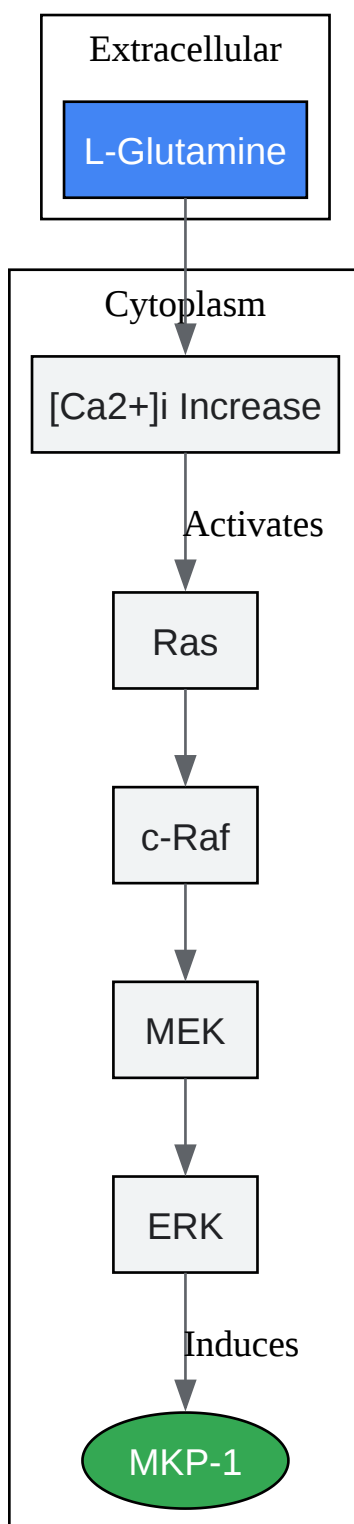 Extracellular
L-Glutamine
Cytoplasm
[Ca2+]i Increase
Activates
Ras
c-Raf
MEK
ERK
Induces
MKP-1